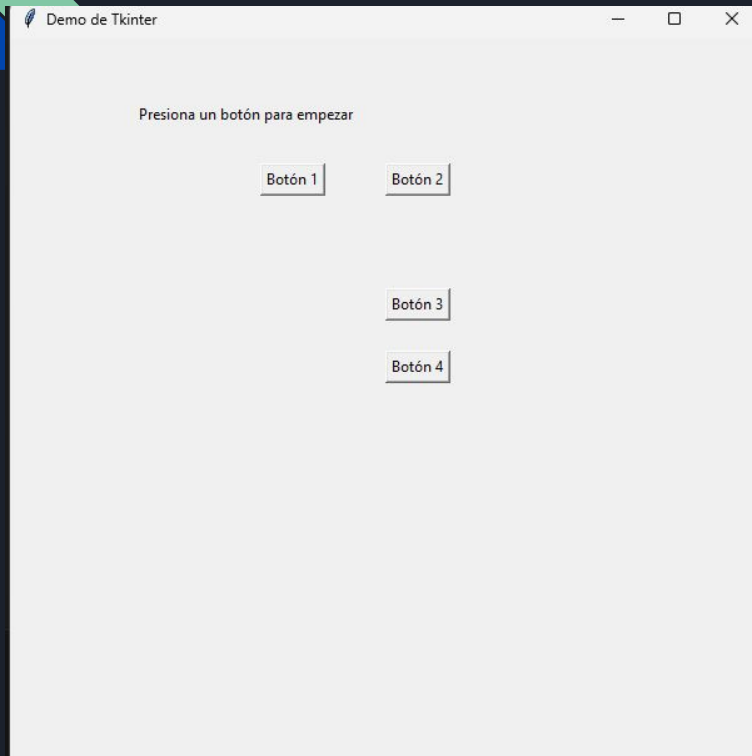 Demo de Tkinter
Presiona un botón para empezar
Botón 1 Botón 2
Botón 3
Botón 4